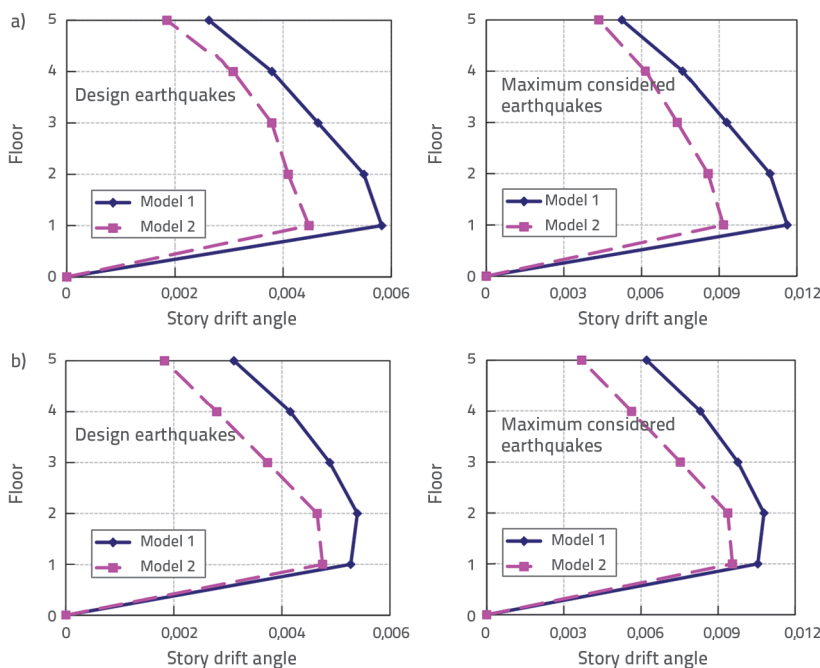 a)
5
4
3
2
1
0
Floor
Design earthquakes
Model 1
Model 2
0
0,002
0,004
0,006
Story drift angle
5
4
3
2
1
0
Floor
Maximum considered
earthquakes
Model 1
Model 2
0
0,003
0,006
0,009
0,012
Story drift angle
b)
5
4
3
2
1
0
Floor
Design earthquakes
Model 1
Model 2
0
0,002
0,004
0,006
Story drift angle
5
4
3
2
1
0
Floor
Maximum considered
earthquakes
Model 1
Model 2
0
0,003
0,006
0,009
0,012
Story drift angle